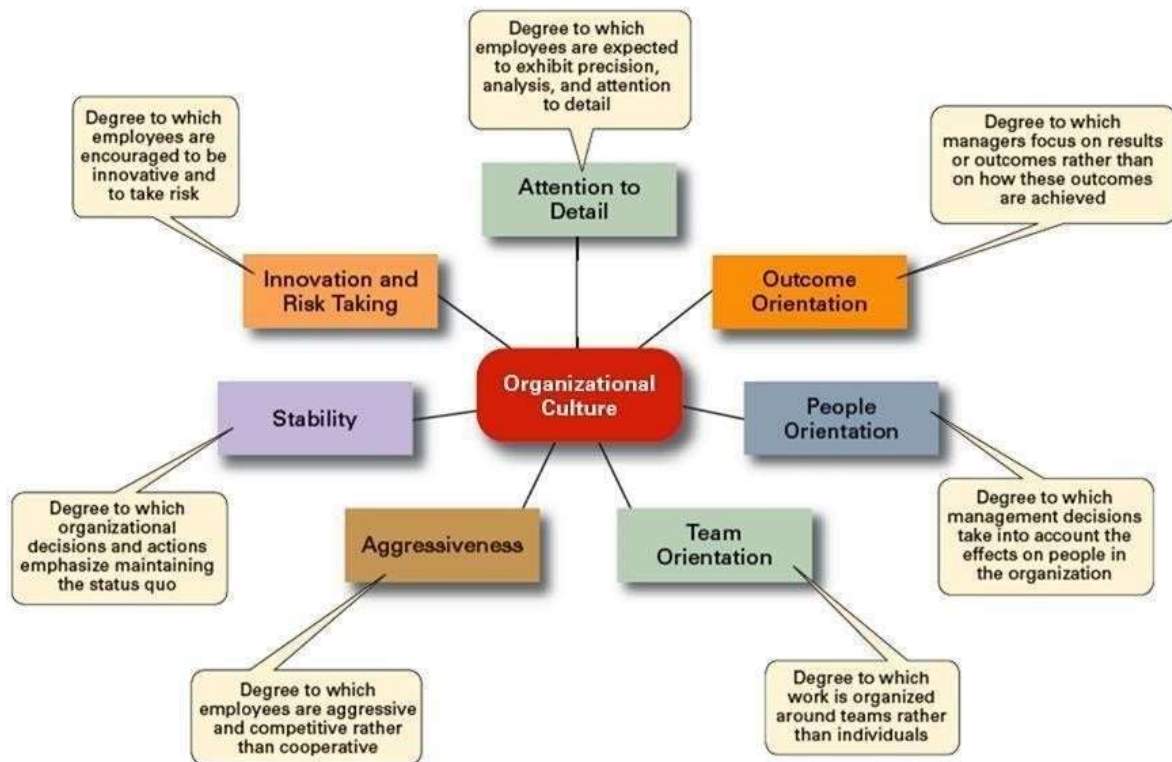 Degree to which
employees are expected
to exhibit precision,
analysis, and attention
to detail
Degree to which
employees are
encouraged to be
innovative and
to take risk
Degree to which
managers focus on results
or outcomes rather than
on how these outcomes
are achieved
Attention to
Detail
Innovation and
Risk Taking
Outcome
Orientation
Organizational
Culture
Stability
People
Orientation
Degree to which
organizational
decisions and actions
emphasize maintaining
the status quo
Aggressiveness
Team
Orientation
Degree to which
management decisions
take into account the
effects on people in
the organization
Degree to which
employees are aggressive
and competitive rather
than cooperative
Degree to which
work is organized
around teams rather
than individuals